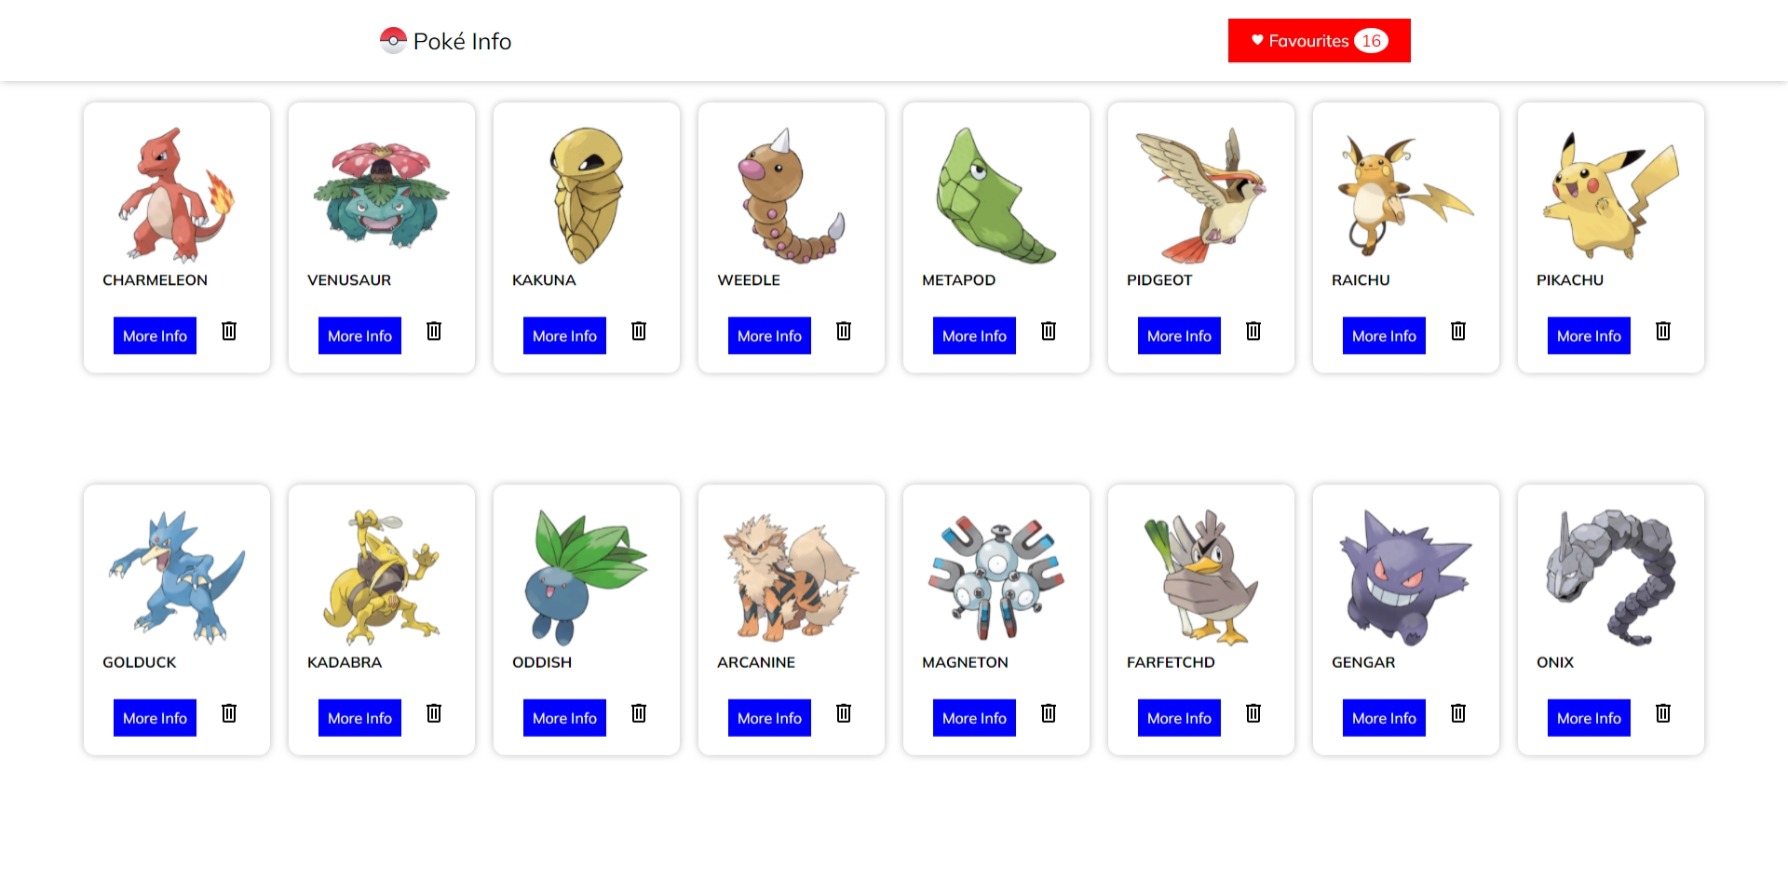 Poké Info
Favourites 16
CHARMELEON VENUSAUR KAKUNA WEEDLE METAPOD PIDGEOT RAICHU PIKACHU
More Info More Info More Info More Info More Info More Info More Info More Info
GOLDUCK KADABRA ODDISH ARCANINE MAGNETON FARFETCHD GENGAR ONIX
More Info More Info More Info More Info More Info More Info More Info More Info